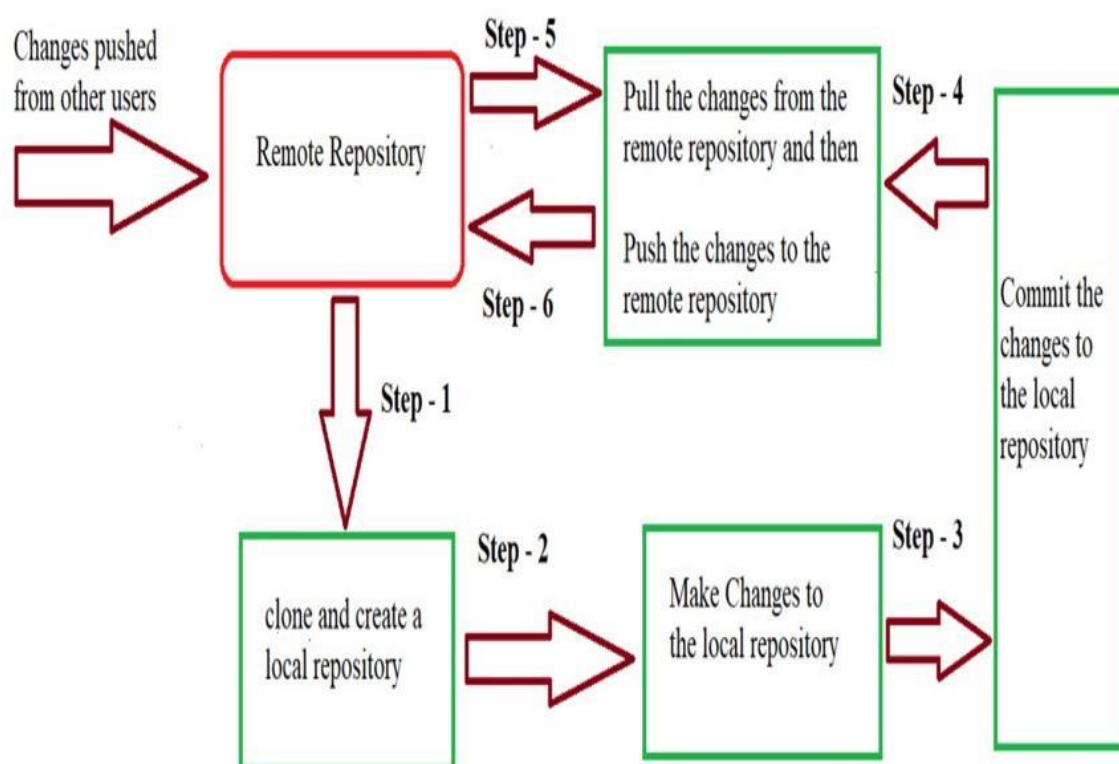 Changes pushed
from other users
Remote Repository
Step - 5
Pull the changes from the
remote repository and then
Push the changes to the
remote repository
Step - 4
Step - 6
Commit the
changes to
the local
repository
Step - 1
clone and create a
local repository
Step - 2
Make Changes to
the local repository
Step - 3